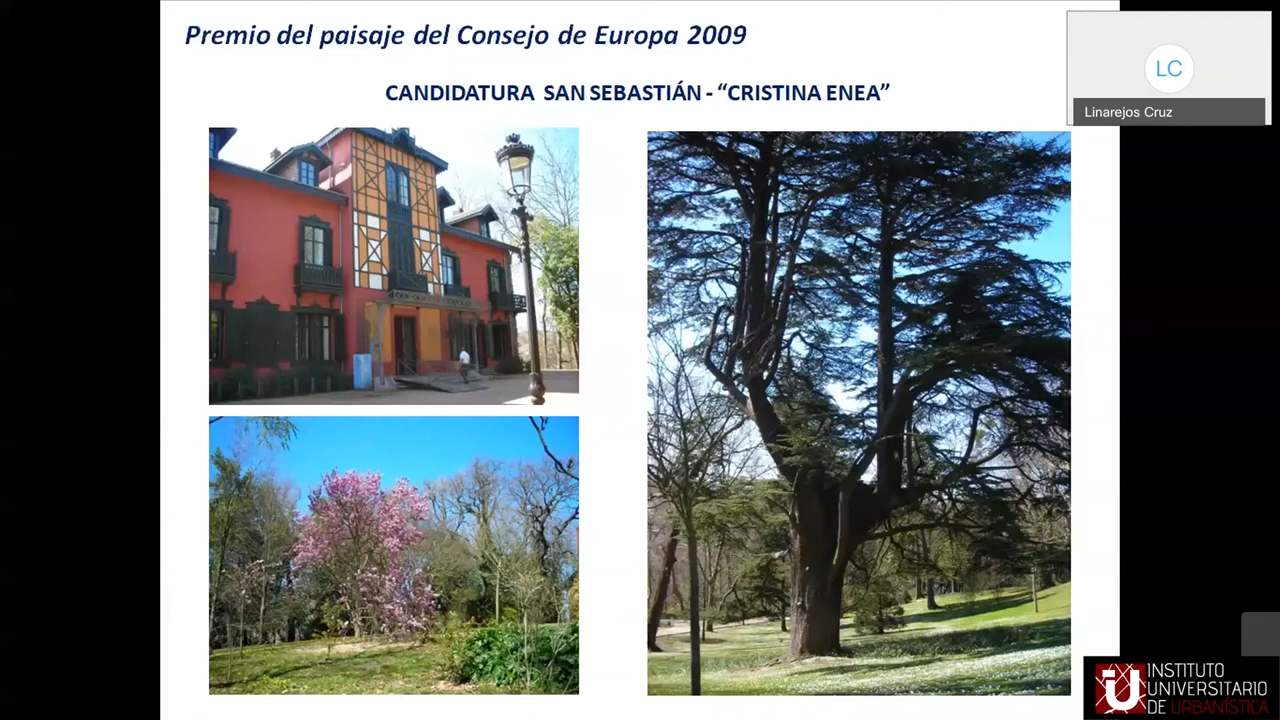 Premio del paisaje del Consejo de Europa 2009
CANDIDATURA SAN SEBASTIÁN - “CRISTINA ENEA”
LC
Linarejos Cruz
iU
INSTITUTO
UNIVERSITARIO
DE URBANÍSTICA